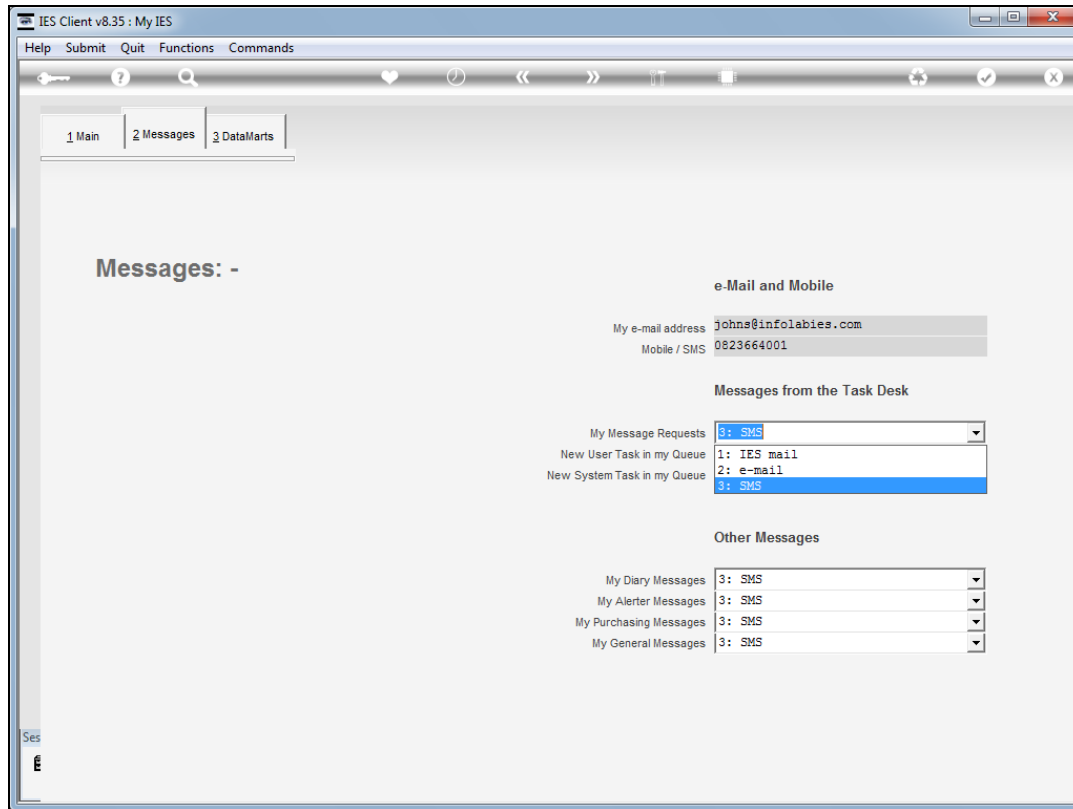 IES Client v8.35 : My IES
Help Submit Quit Functions Commands
1 Main 2 Messages 3 DataMarts
Messages: -
e-Mail and Mobile
My e-mail address johns@infolabies.com
Mobile / SMS 0823664001
Messages from the Task Desk
My Message Requests 3: SMS
New User Task in my Queue 1: IES mail
New System Task in my Queue 2: e-mail
3: SMS
Other Messages
My Diary Messages 3: SMS
My Alerter Messages 3: SMS
My Purchasing Messages 3: SMS
My General Messages 3: SMS
Ses